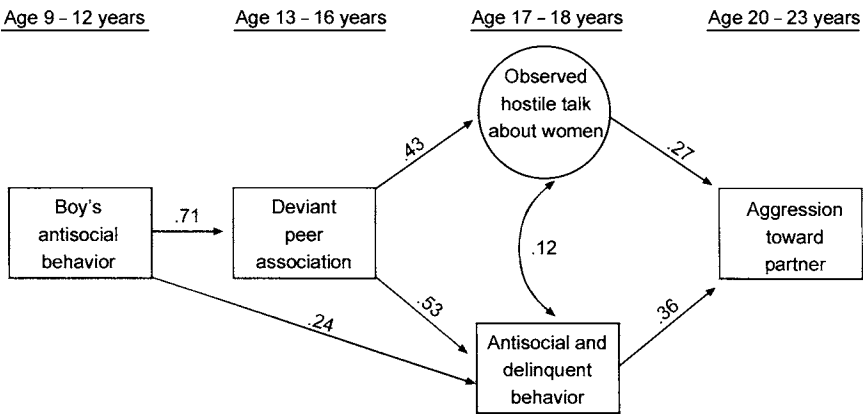 Age 9 – 12 years
Age 13 – 16 years
Age 17 – 18 years
Age 20 – 23 years
Observed
hostile talk
about women
.43
.27
Boy's
antisocial
behavior
.71
Deviant
peer
association
.12
Aggression
toward
partner
.24
.53
.36
Antisocial and
delinquent
behavior